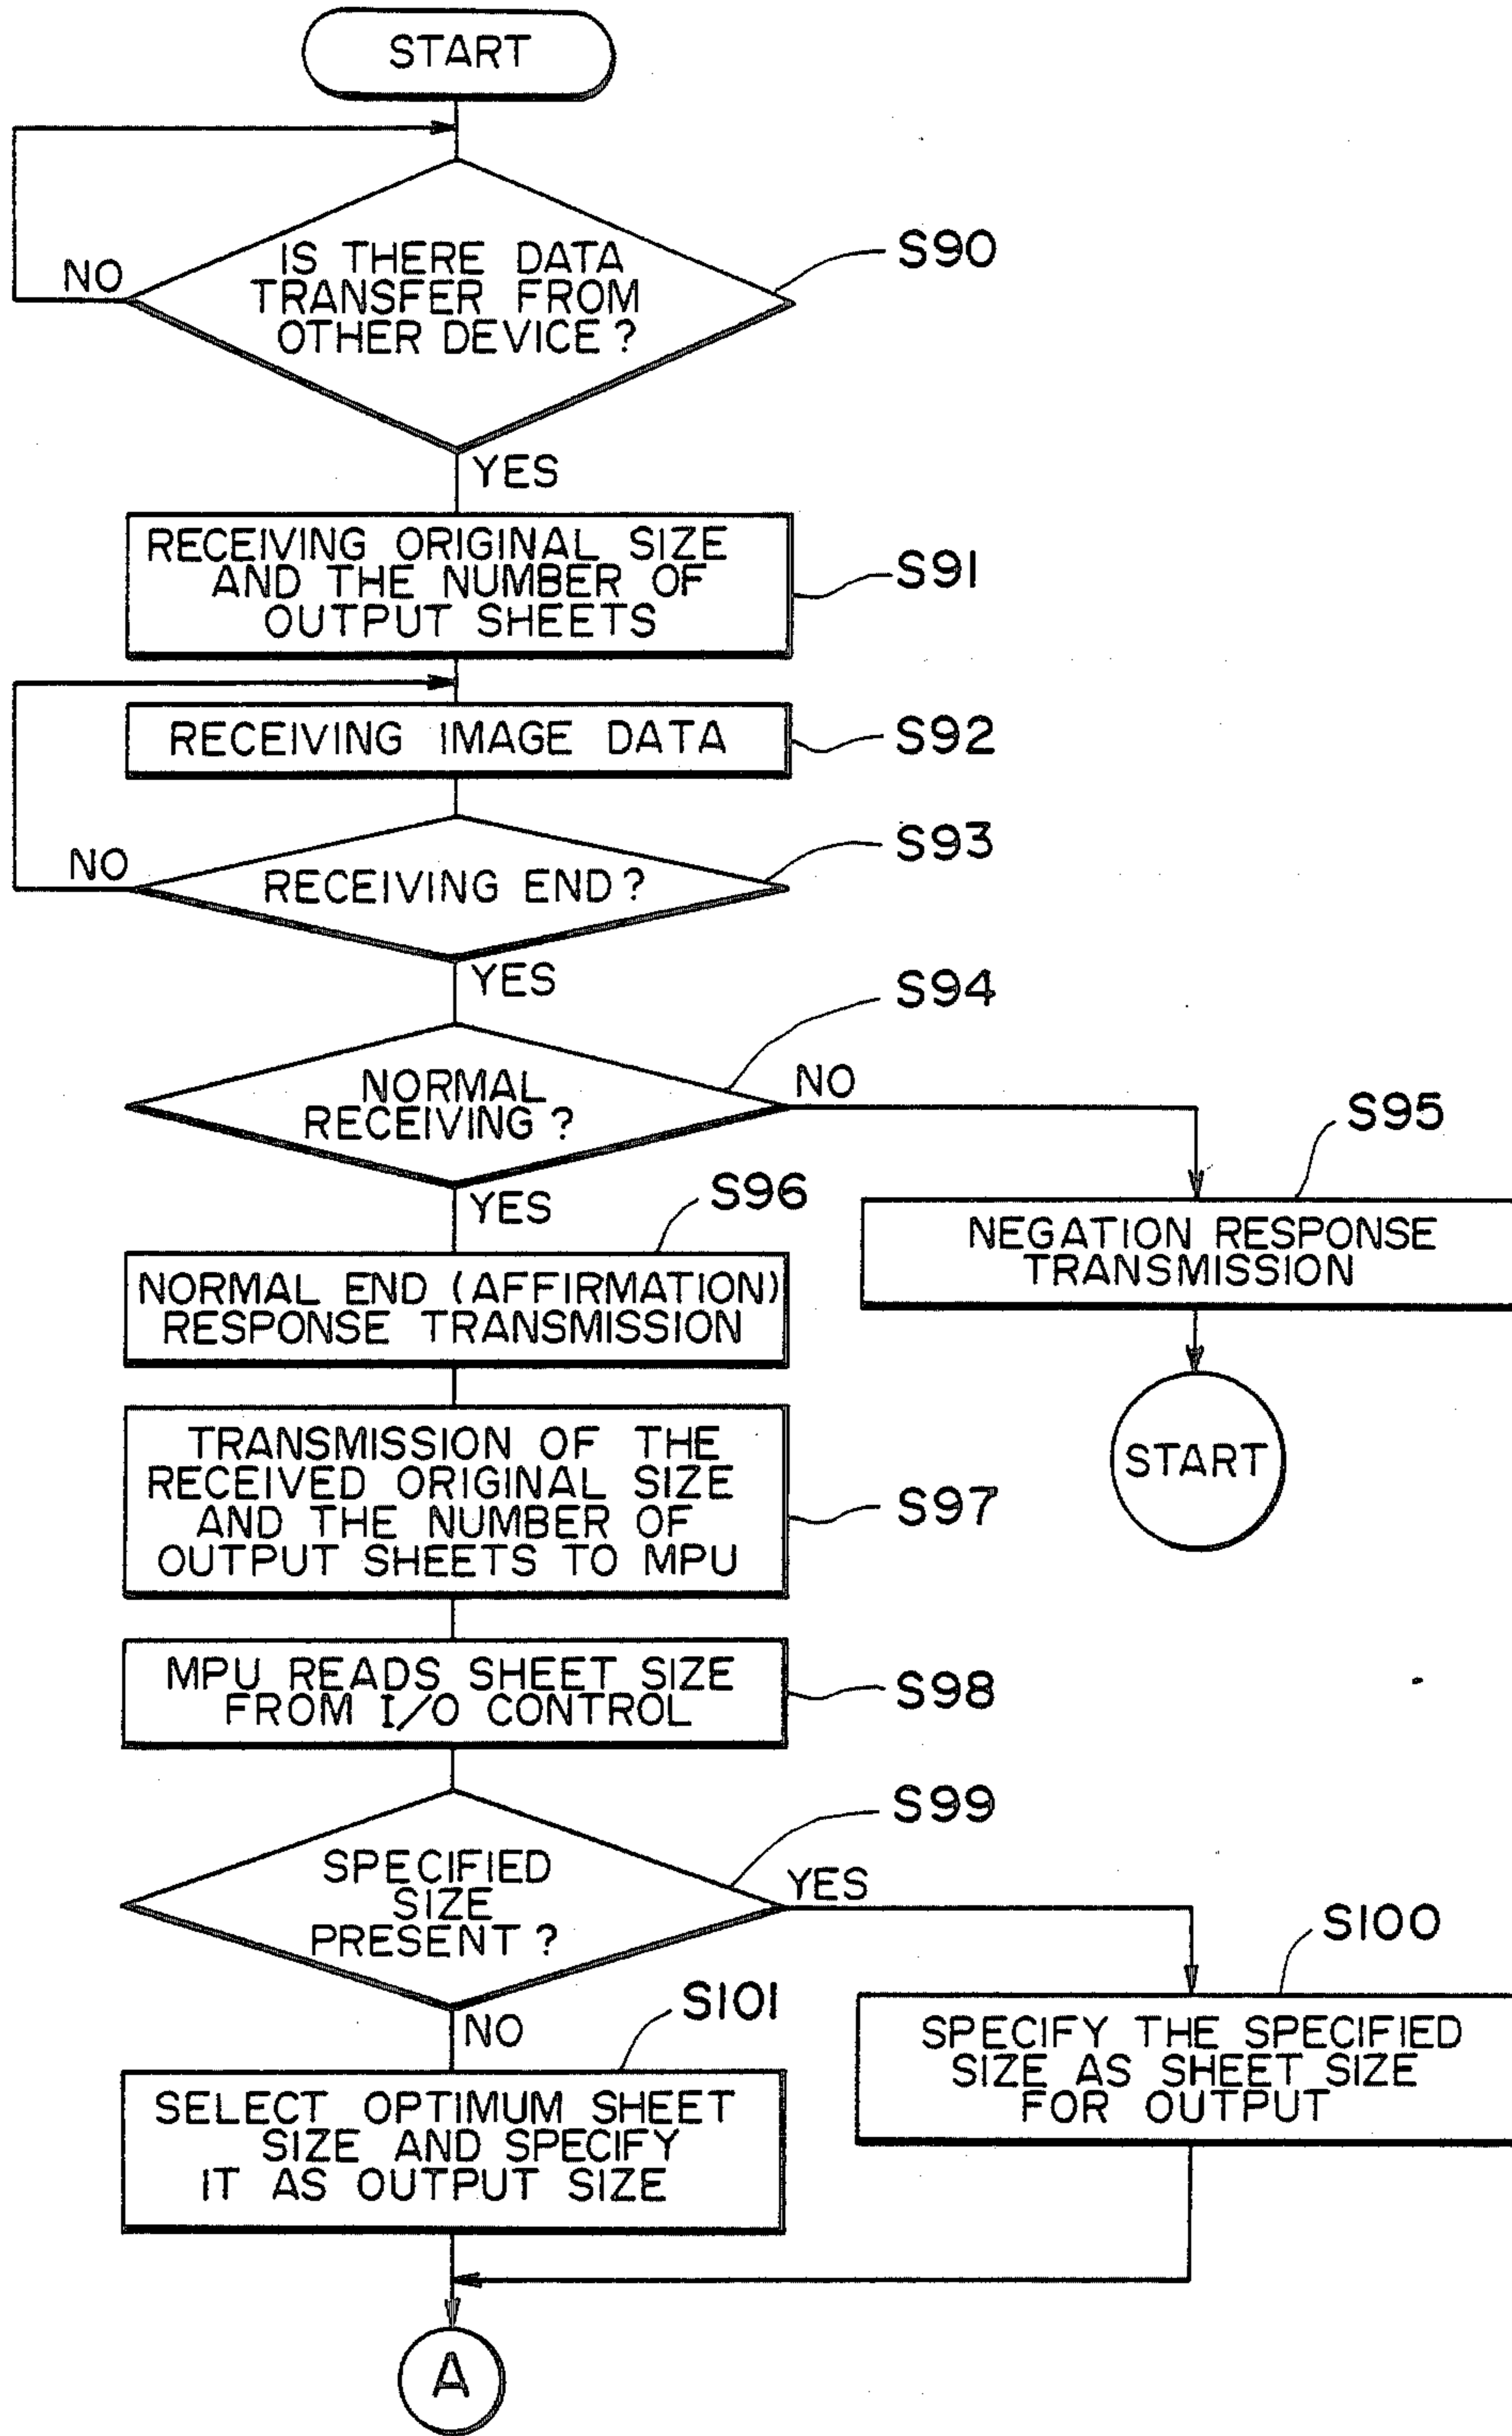 START
IS THERE DATA
TRANSFER FROM
OTHER DEVICE?
S90
NO
YES
RECEIVING ORIGINAL SIZE
AND THE NUMBER OF
OUTPUT SHEETS
S91
RECEIVING IMAGE DATA
S92
RECEIVING END?
S93
NO
YES
NORMAL
RECEIVING?
S94
NO
YES
S95
NEGATION RESPONSE
TRANSMISSION
START
S96
NORMAL END (AFFIRMATION)
RESPONSE TRANSMISSION
TRANSMISSION OF THE
RECEIVED ORIGINAL SIZE
AND THE NUMBER OF
OUTPUT SHEETS TO MPU
S97
MPU READS SHEET SIZE
FROM I/O CONTROL
S98
SPECIFIED
SIZE
PRESENT?
S99
YES
NO
S100
SPECIFY THE SPECIFIED
SIZE AS SHEET SIZE
FOR OUTPUT
S101
SELECT OPTIMUM SHEET
SIZE AND SPECIFY
IT AS OUTPUT SIZE
A